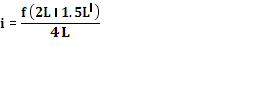 i = f(2L ı 1.5L^ı) / 4L